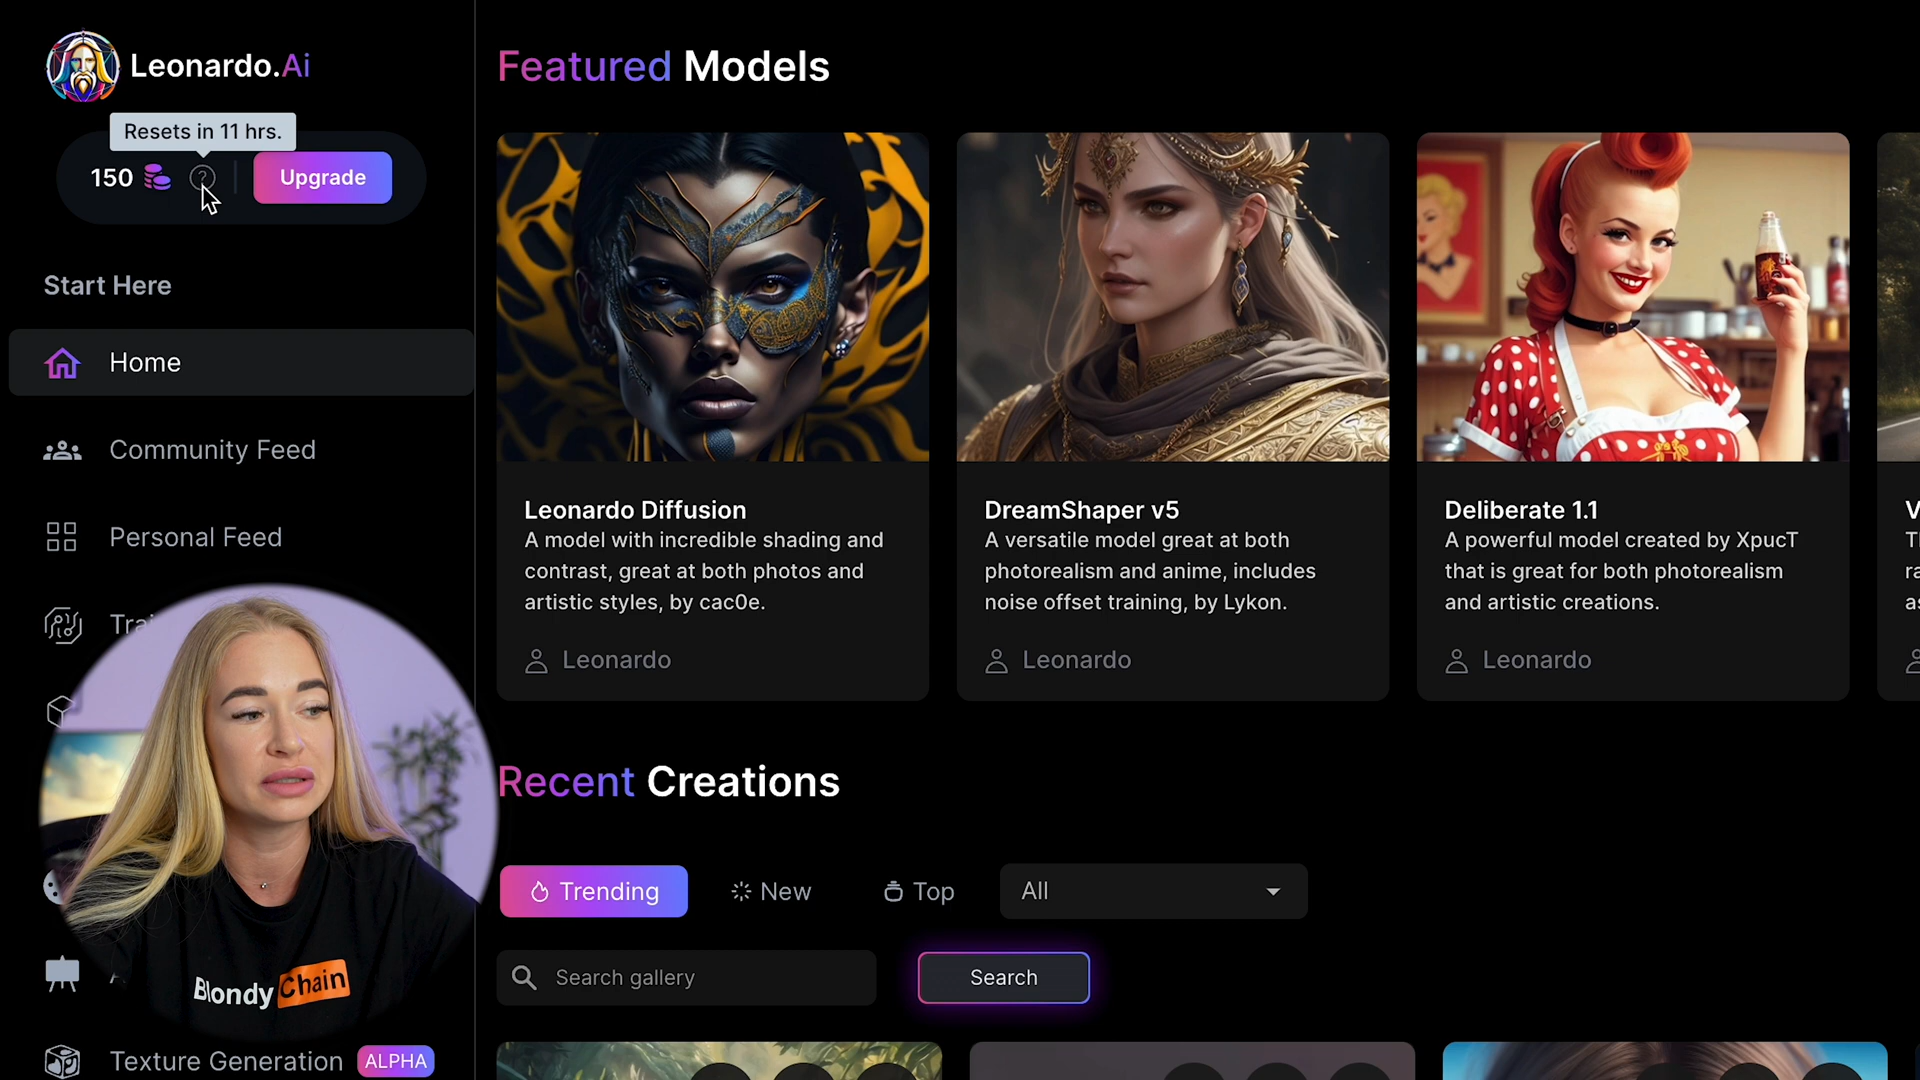 Leonardo.Ai
Resets in 11 hrs.
150
Upgrade
Start Here
Home
Community Feed
Personal Feed
Texture Generation ALPHA
Blondy Chain
Featured Models
Leonardo Diffusion
A model with incredible shading and
contrast, great at both photos and
artistic styles, by cac0e.
Leonardo
DreamShaper v5
A versatile model great at both
photorealism and anime, includes
noise offset training, by Lykon.
Leonardo
Deliberate 1.1
A powerful model created by XpucT
that is great for both photorealism
and artistic creations.
Leonardo
Recent Creations
Trending
New
Top
All
Search gallery
Search